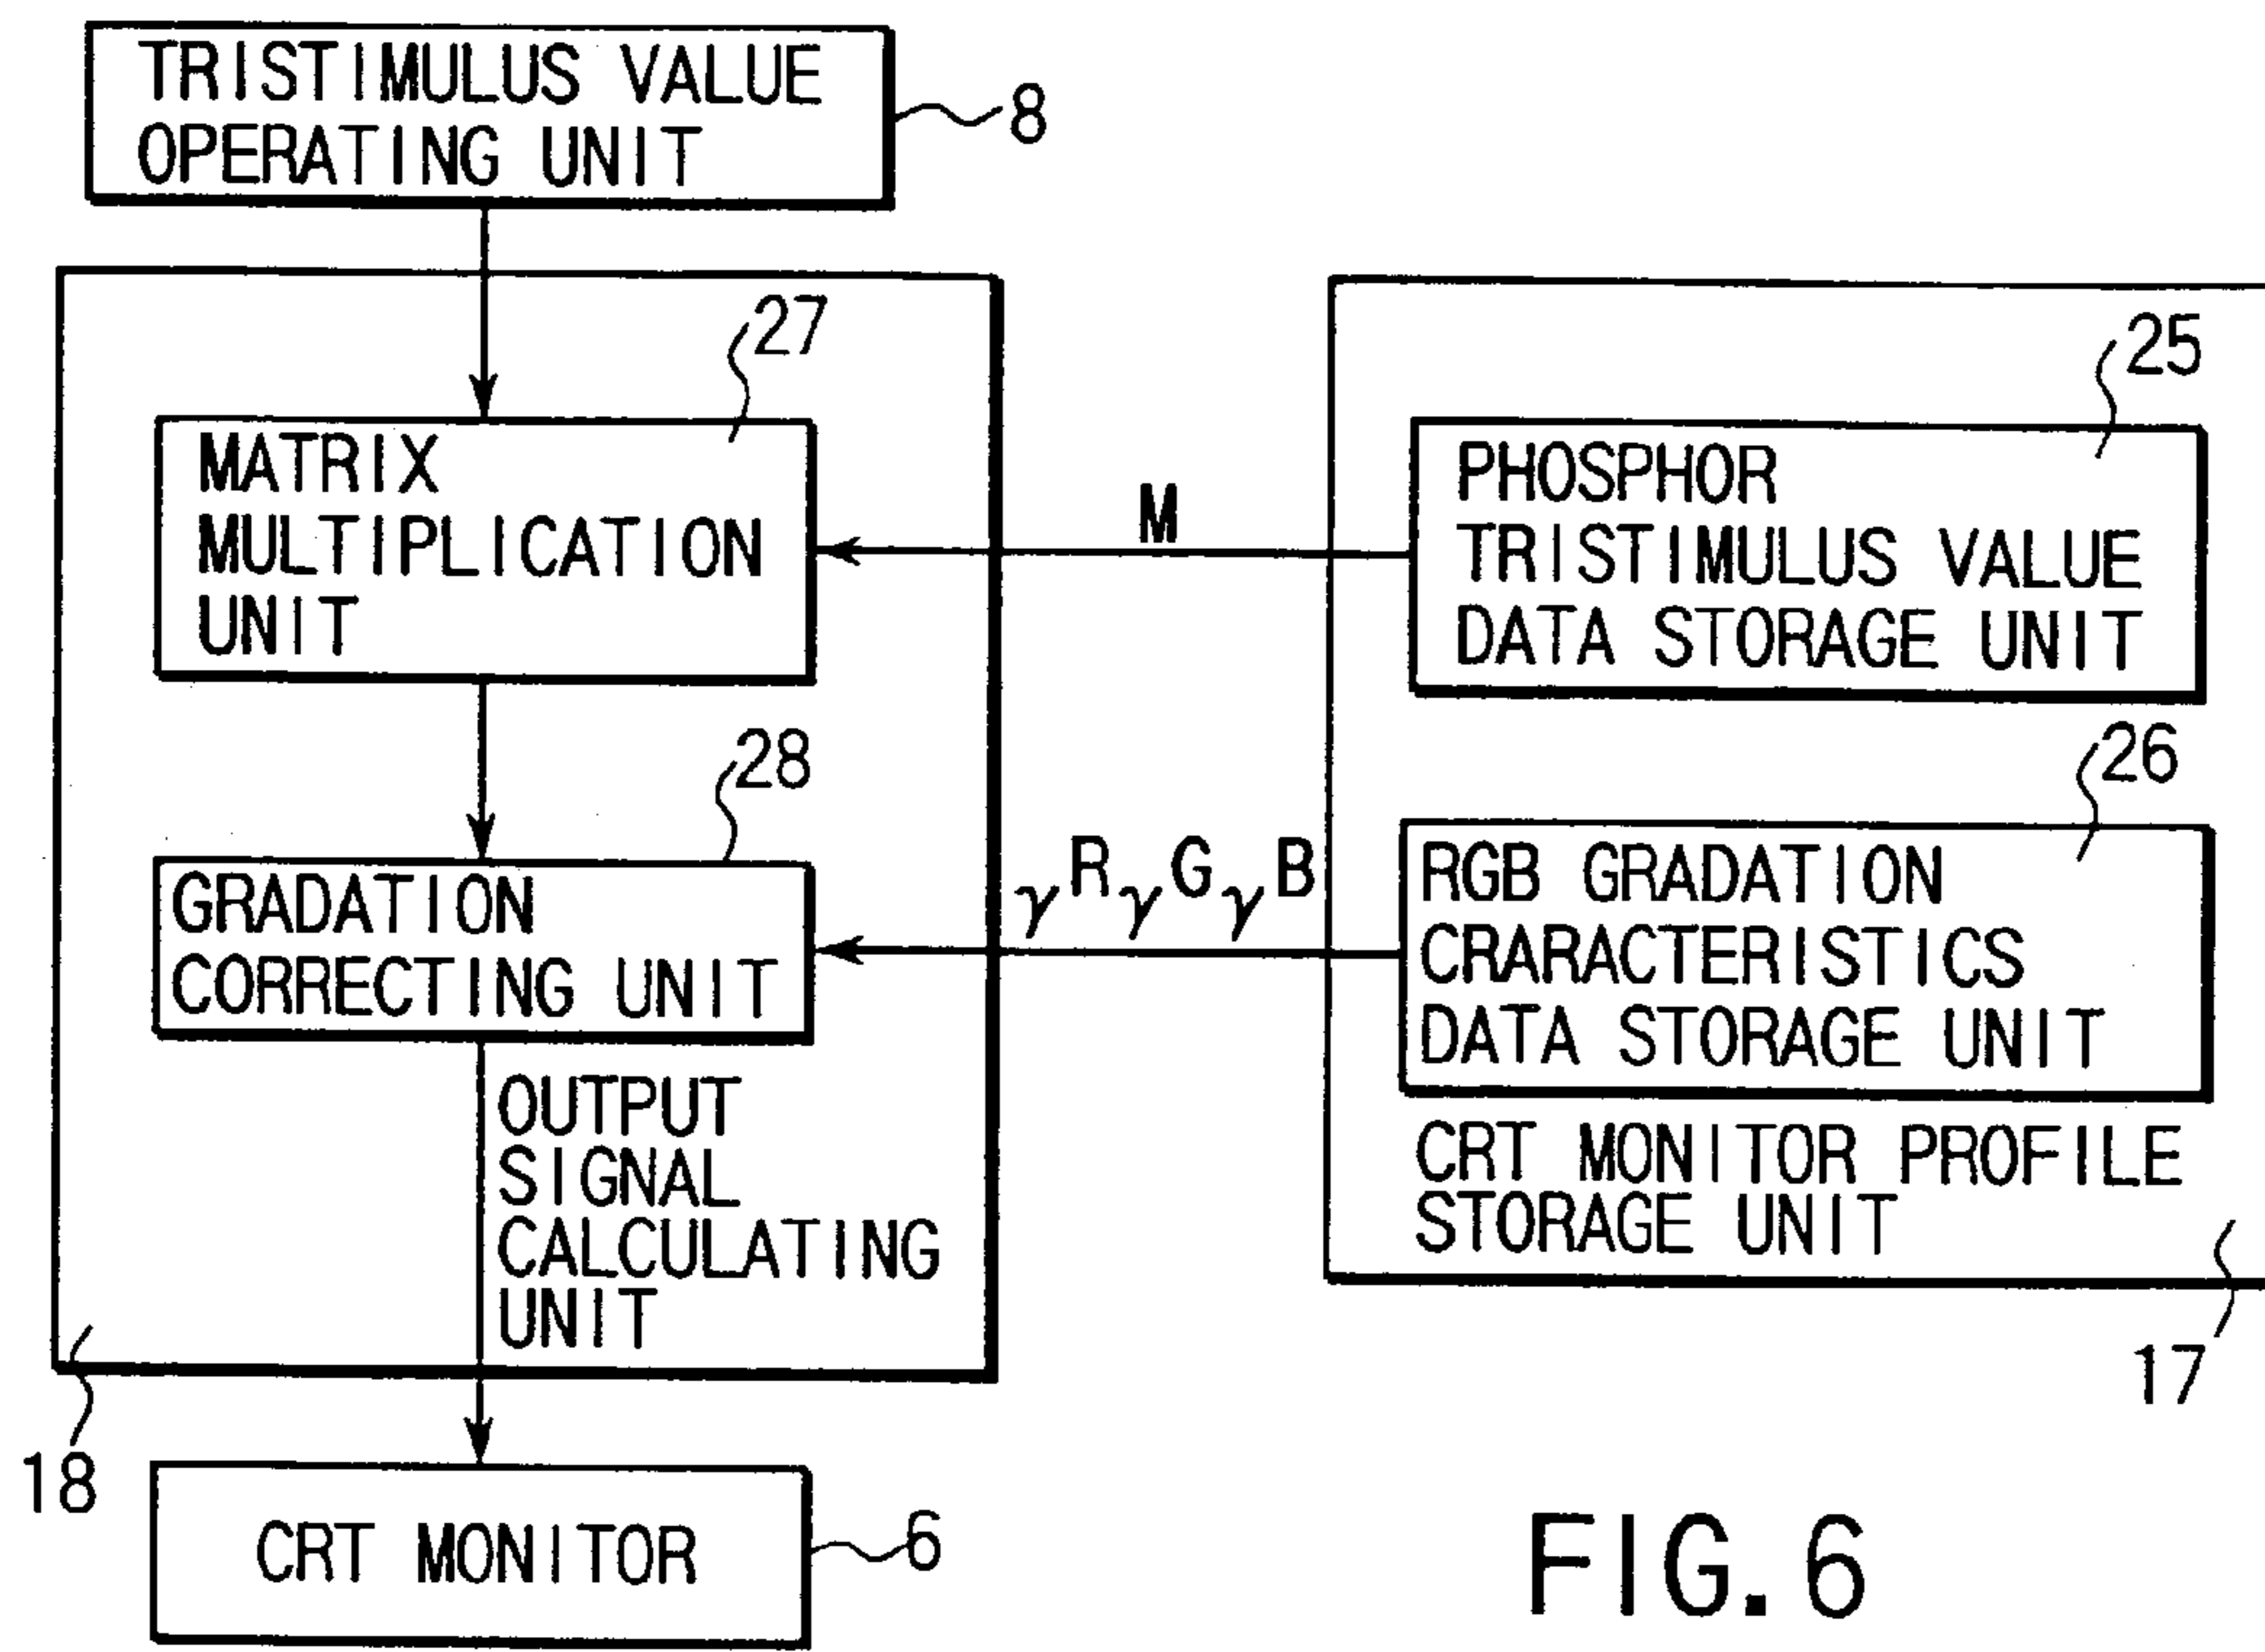 TRISTIMULUS VALUE
OPERATING UNIT
8
27
MATRIX
MULTIPLICATION
UNIT
M
25
PHOSPHOR
TRISTIMULUS VALUE
DATA STORAGE UNIT
28
GRADATION
CORRECTING UNIT
γRγGγB
26
RGB GRADATION
CRARACTERISTICS
DATA STORAGE UNIT
OUTPUT
SIGNAL
CALCULATING
UNIT
CRT MONITOR PROFILE
STORAGE UNIT
17
18
CRT MONITOR
6
FIG.6